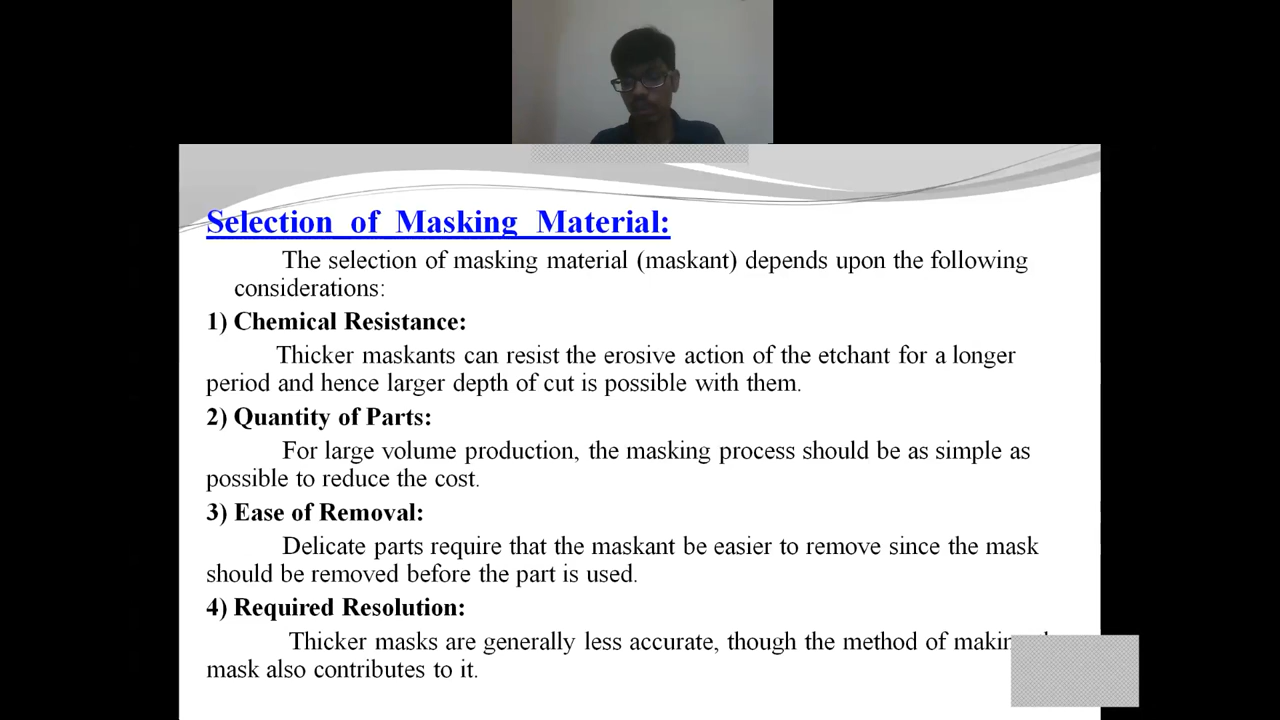 Selection of Masking Material:
The selection of masking material (maskant) depends upon the following
considerations:
1) Chemical Resistance:
Thicker maskants can resist the erosive action of the etchant for a longer
period and hence larger depth of cut is possible with them.
2) Quantity of Parts:
For large volume production, the masking process should be as simple as
possible to reduce the cost.
3) Ease of Removal:
Delicate parts require that the maskant be easier to remove since the mask
should be removed before the part is used.
4) Required Resolution:
Thicker masks are generally less accurate, though the method of
mask also contributes to it.